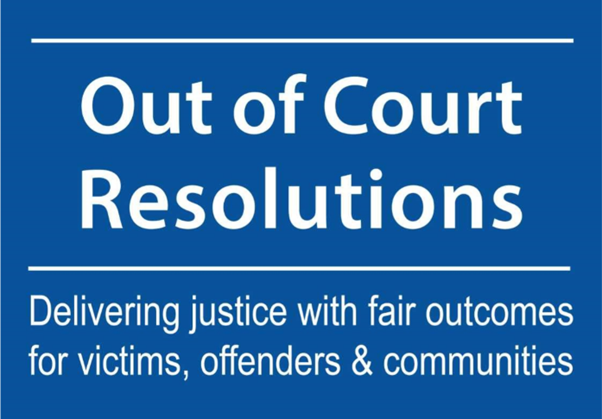 Out of Court
Resolutions
Delivering justice with fair outcomes
for victims, offenders & communities